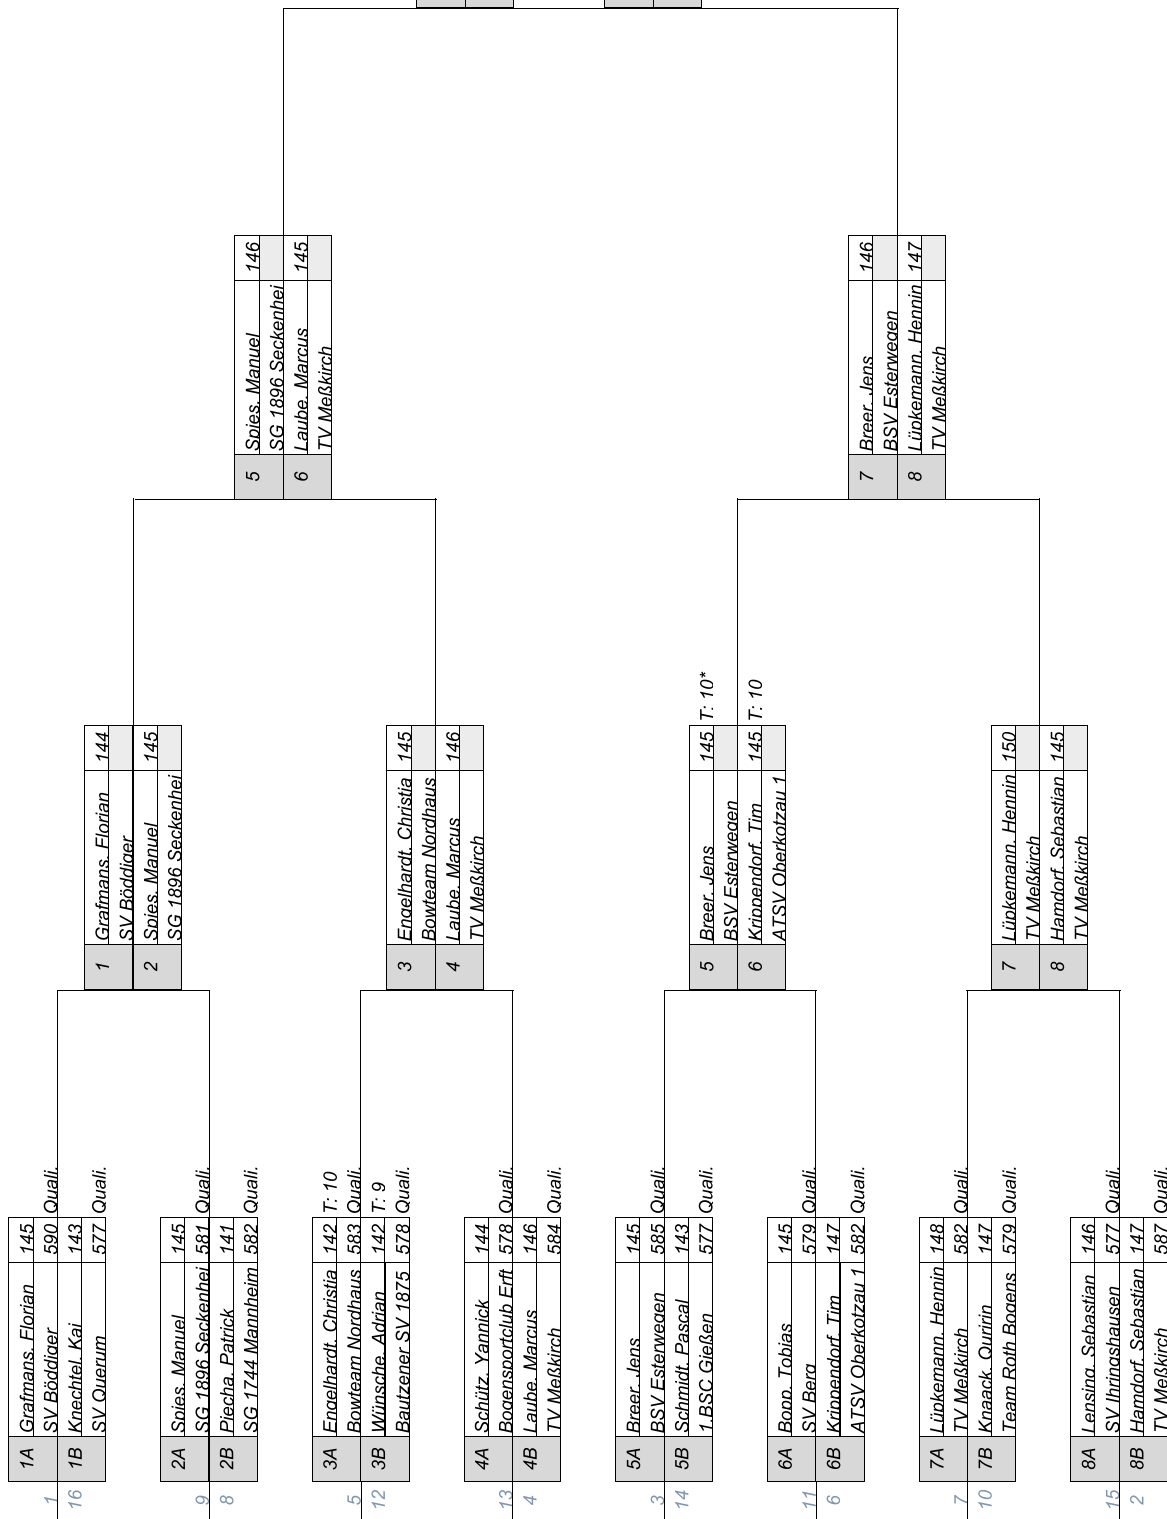 5 Spies. Manuel 146
SG 1896 Seckenhei
6 Laube. Marcus 145
TV Meßkirch
7 Breer. Jens 146
BSV Esterwegen
8 Lüpkemann. Hennin 147
TV Meßkirch
1 Grafmans. Florian 144
SV Böddiger
2 Spies. Manuel 145
SG 1896 Seckenhei
3 Engelhardt. Christia 145
Bowteam Nordhaus
4 Laube. Marcus 146
TV Meßkirch
5 Breer. Jens 145 T: 10*
BSV Esterwegen
6 Krippendorf. Tim 145 T: 10
ATSV Oberkotzau 1
7 Lüpkemann. Hennin 150
TV Meßkirch
8 Hamdorf. Sebastian 145
TV Meßkirch
1A Grafmans. Florian 145
1 SV Böddiger 590 Quali.
16 1B Knechtel. Kai 143
SV Querum 577 Quali.
2A Spies. Manuel 145
9 SG 1896 Seckenhei 581 Quali.
8 2B Piecha. Patrick 141
SG 1744 Mannheim 582 Quali.
3A Engelhardt. Christia 142 T: 10
5 Bowteam Nordhaus 583 Quali.
12 3B Wünsche. Adrian 142 T: 9
Bautzener SV 1875 578 Quali.
4A Schütz. Yannick 144
13 Bogensportclub Erft 578 Quali.
4 4B Laube. Marcus 146
TV Meßkirch 584 Quali.
5A Breer. Jens 145
3 BSV Esterwegen 585 Quali.
14 5B Schmidt. Pascal 143
1.BSC Gießen 577 Quali.
6A Bopp. Tobias 145
11 SV Berg 579 Quali.
6 6B Krippendorf. Tim 147
ATSV Oberkotzau 1 582 Quali.
7A Lüpkemann. Hennin 148
7 TV Meßkirch 582 Quali.
10 7B Knaack. Quririn 147
Team Roth Bogens 579 Quali.
8A Lensing. Sebastian 146
15 SV Ihringshausen 577 Quali.
2 8B Hamdorf. Sebastian 147
TV Meßkirch 587 Quali.